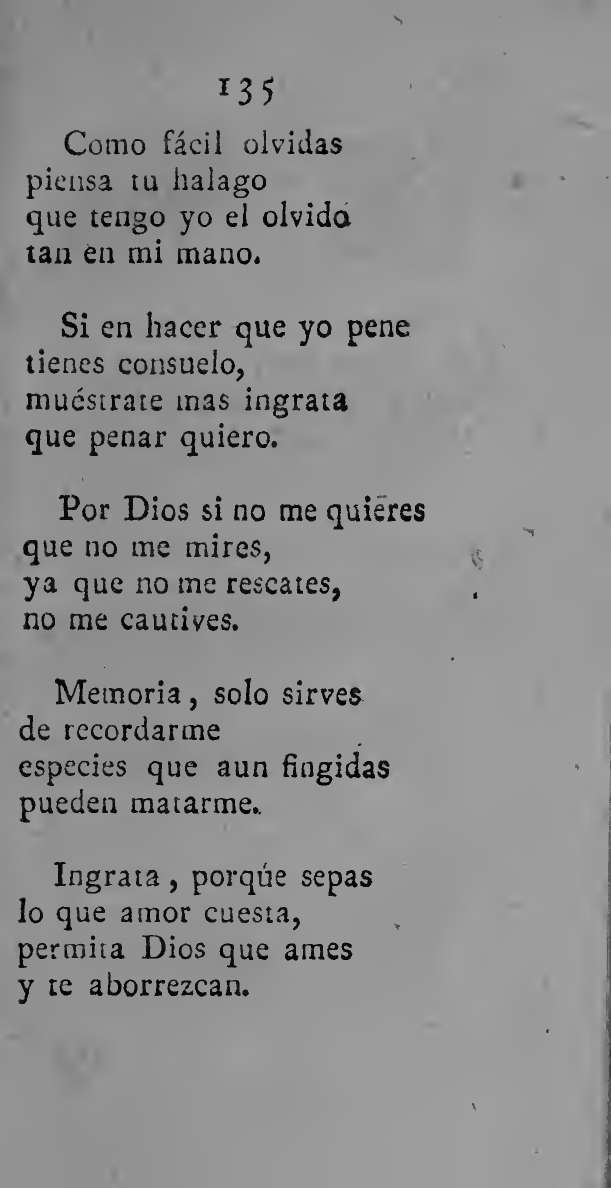 135
Como fácil olvidas
piensa tu halago
que tengo yo el olvido
tan en mi mano.
Si en hacer que yo pene
tienes consuelo,
muéstrate mas ingrata
que penar quiero.
Por Dios si no me quieres
que no me mires,
ya que no me rescates,
no me cautives.
Memoria, solo sirves
de recordarme
especies que aun fingidas
pueden matarme.
Ingrata, porque sepas
lo que amor cuesta,
permita Dios que ames
y te aborrezcan.